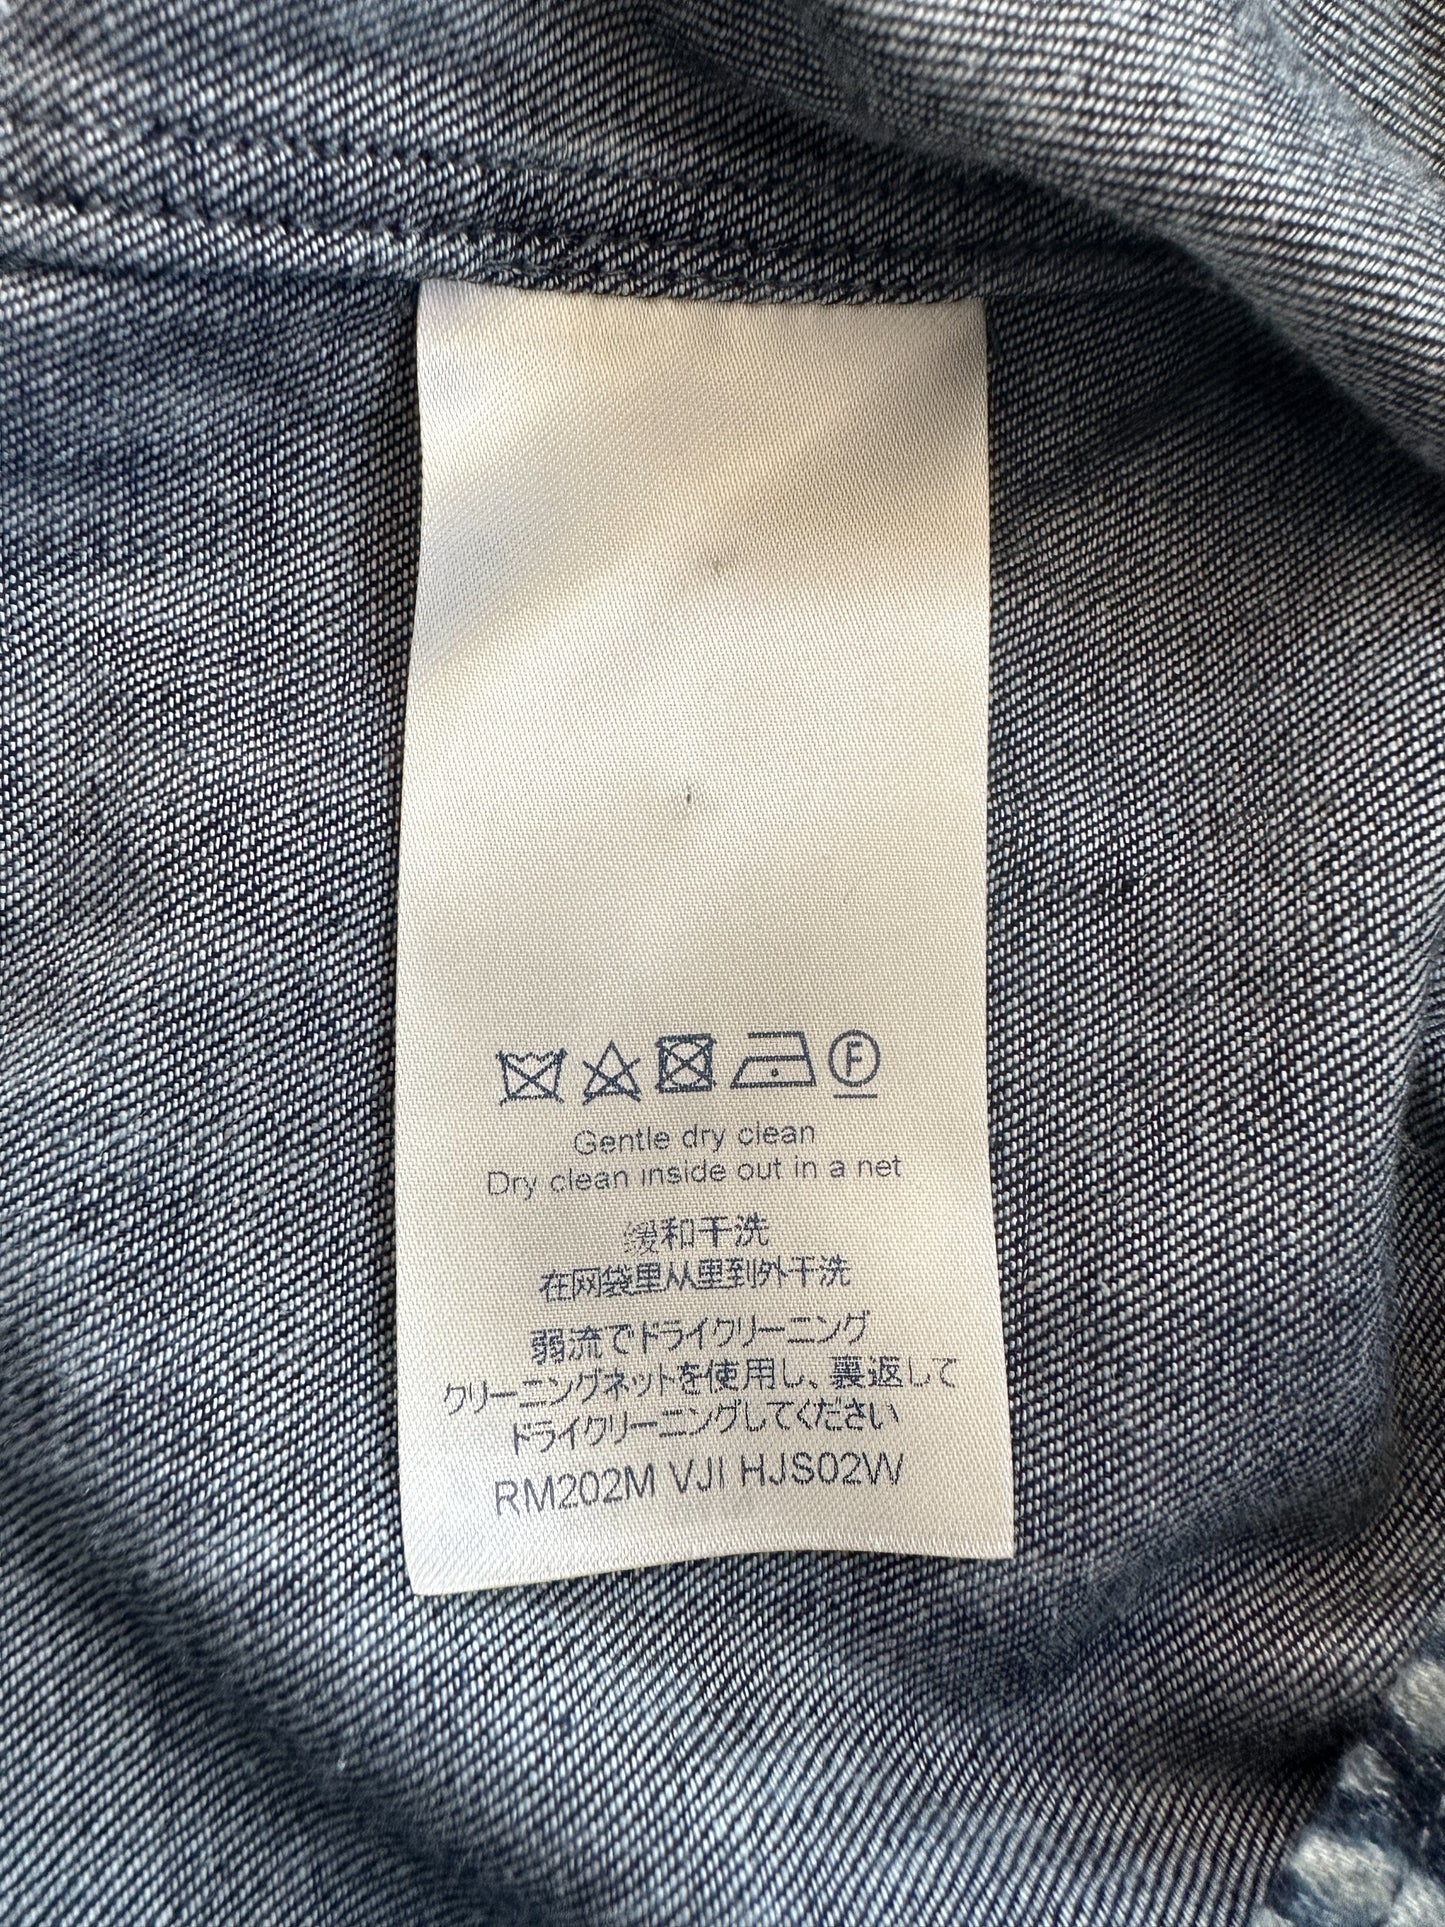 F
Gentle dry clean
Dry clean inside out in a net
缓和干洗
在网袋里从里到外干洗
弱流でドライクリーニング
クリーニングネットを使用し、裏返して
ドライクリーニングしてください
RM202M VJI HJS02W